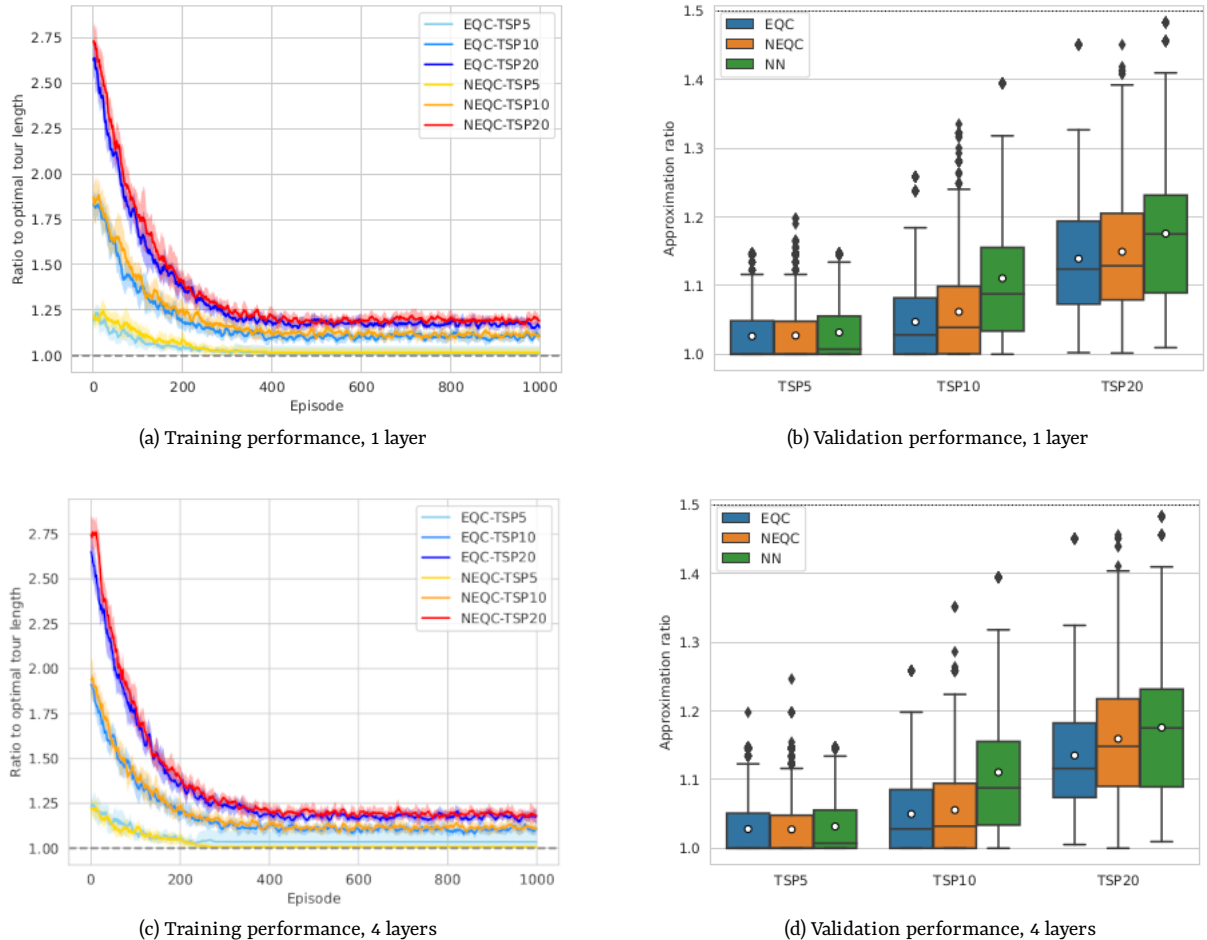 EQC-TSP5
EQC-TSP10
EQC-TSP20
NEQC-TSP5
NEQC-TSP10
NEQC-TSP20
2.75
2.50
2.25
2.00
1.75
1.50
1.25
1.00
Ratio to optimal tour length
0 200 400 600 800 1000
Episode
(a) Training performance, 1 layer
EQC
NEQC
NN
1.5
1.4
1.3
1.2
1.1
1.0
Approximation ratio
TSP5 TSP10 TSP20
(b) Validation performance, 1 layer
EQC-TSP5
EQC-TSP10
EQC-TSP20
NEQC-TSP5
NEQC-TSP10
NEQC-TSP20
2.75
2.50
2.25
2.00
1.75
1.50
1.25
1.00
Ratio to optimal tour length
0 200 400 600 800 1000
Episode
(c) Training performance, 4 layers
EQC
NEQC
NN
1.5
1.4
1.3
1.2
1.1
1.0
Approximation ratio
TSP5 TSP10 TSP20
(d) Validation performance, 4 layers